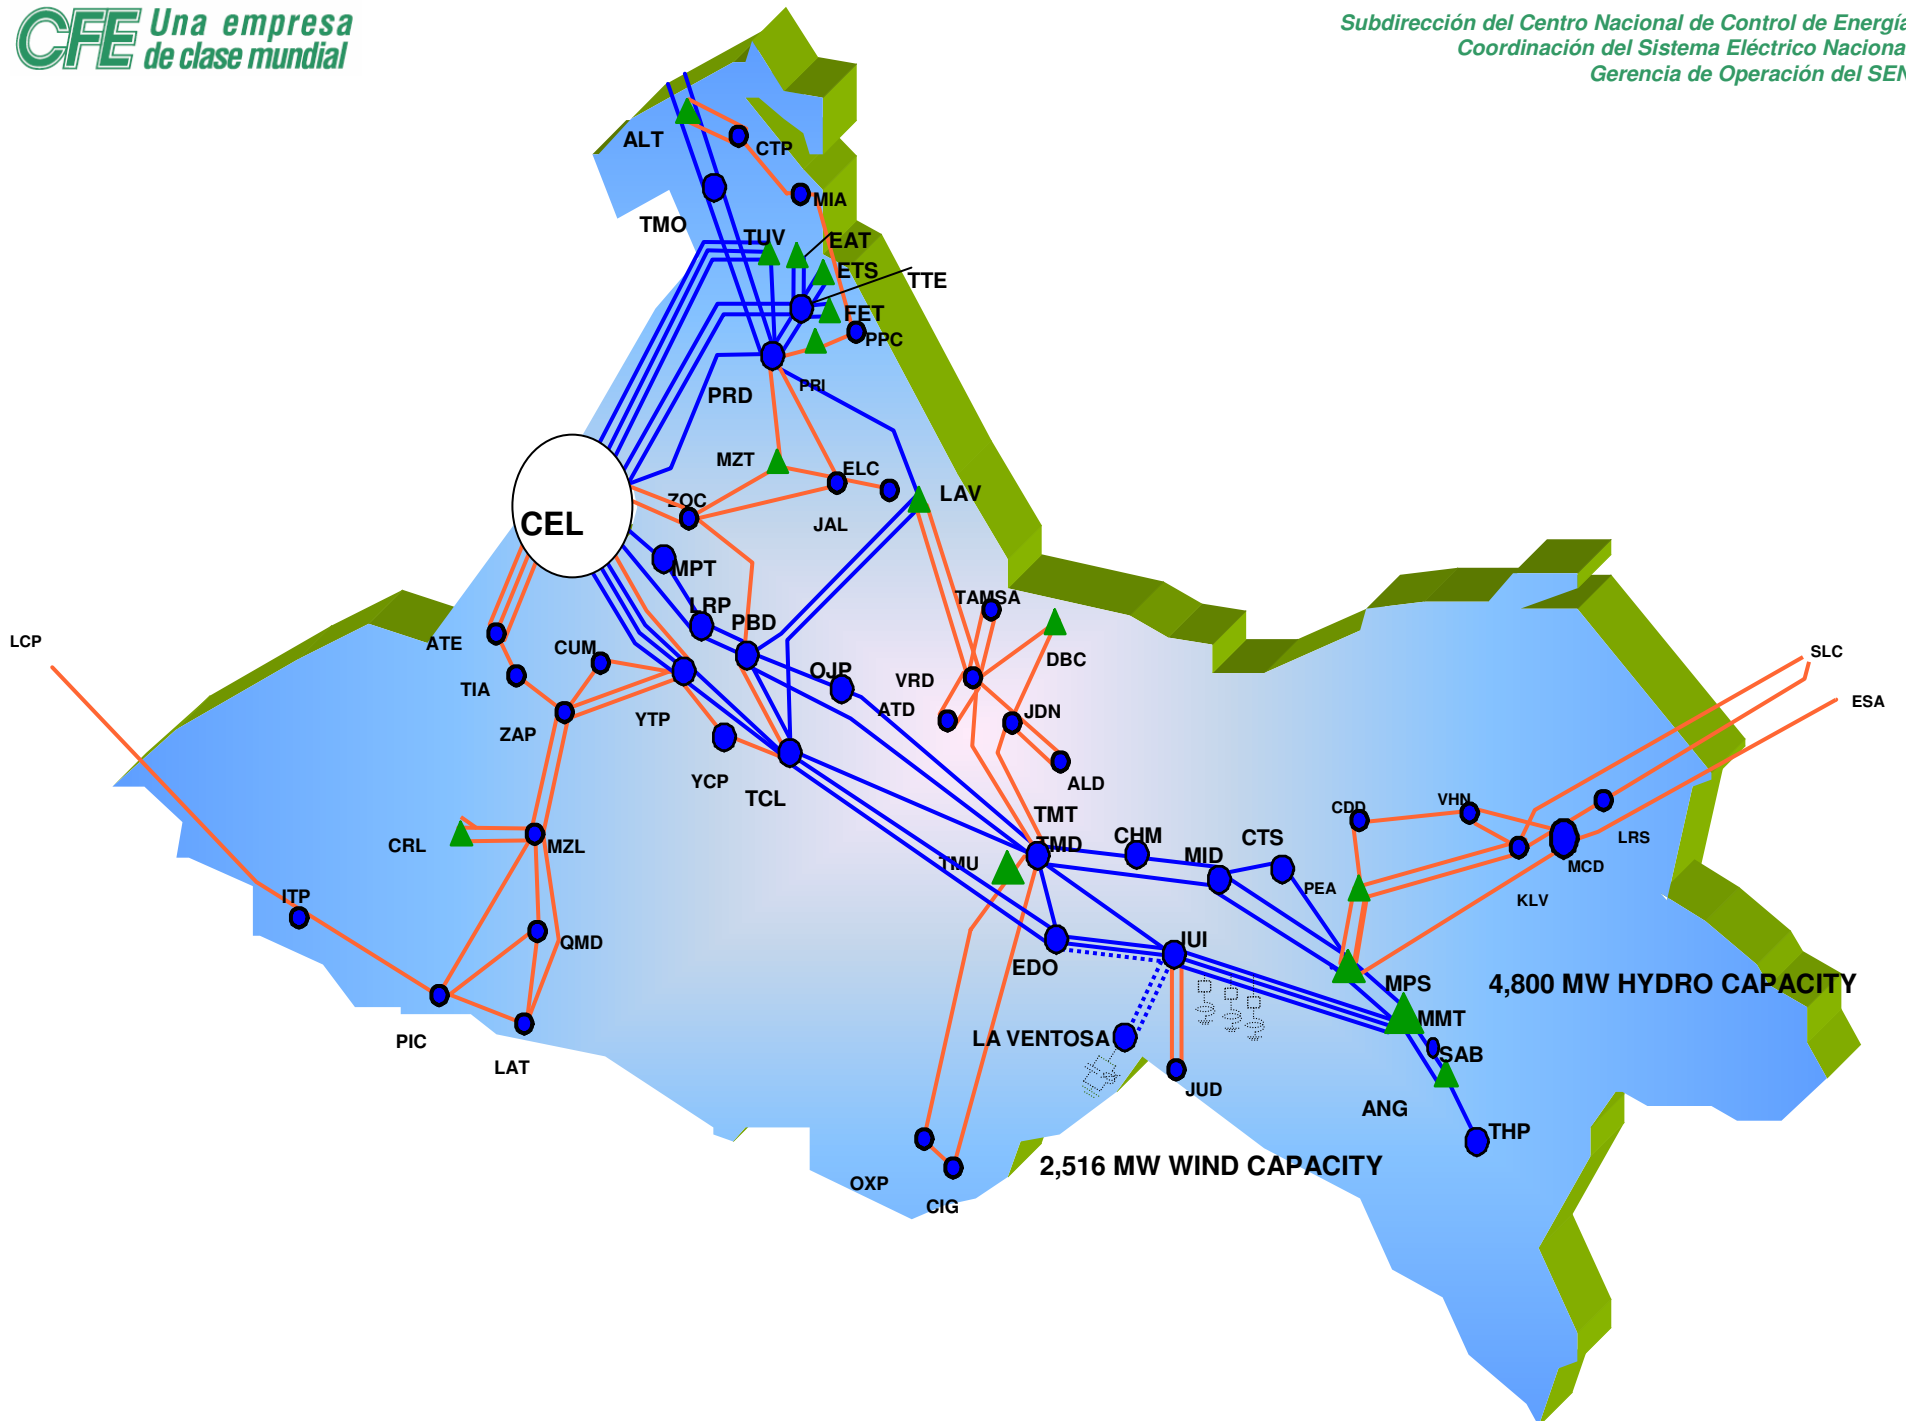 CFE Una empresa
de clase mundial
Subdirección del Centro Nacional de Control de Energía
Coordinación del Sistema Eléctrico Nacional
Gerencia de Operación del SEN
ALT
CTP
MIA
TMO
TUV
EAT
ETS
TTE
FET
PPC
PRI
PRD
MZT
ELC
ZOC
JAL
LAV
CEL
MPT
LRP
PBD
TAMSA
LCP
ATE
CUM
OJP
DBC
SLC
TIA
VRD
ATD
JDN
ESA
ZAP
YTP
YCP
TCL
ALD
TMT
CRL
MZL
TMU
TMD
CHM
MID
CTS
CDD
VHN
LRS
MCD
PEA
KLV
ITP
QMD
EDO
IUI
MPS
4,800 MW HYDRO CAPACITY
PIC
LAT
LA VENTOSA
MMT
SAB
JUD
ANG
THP
2,516 MW WIND CAPACITY
OXP
CIG